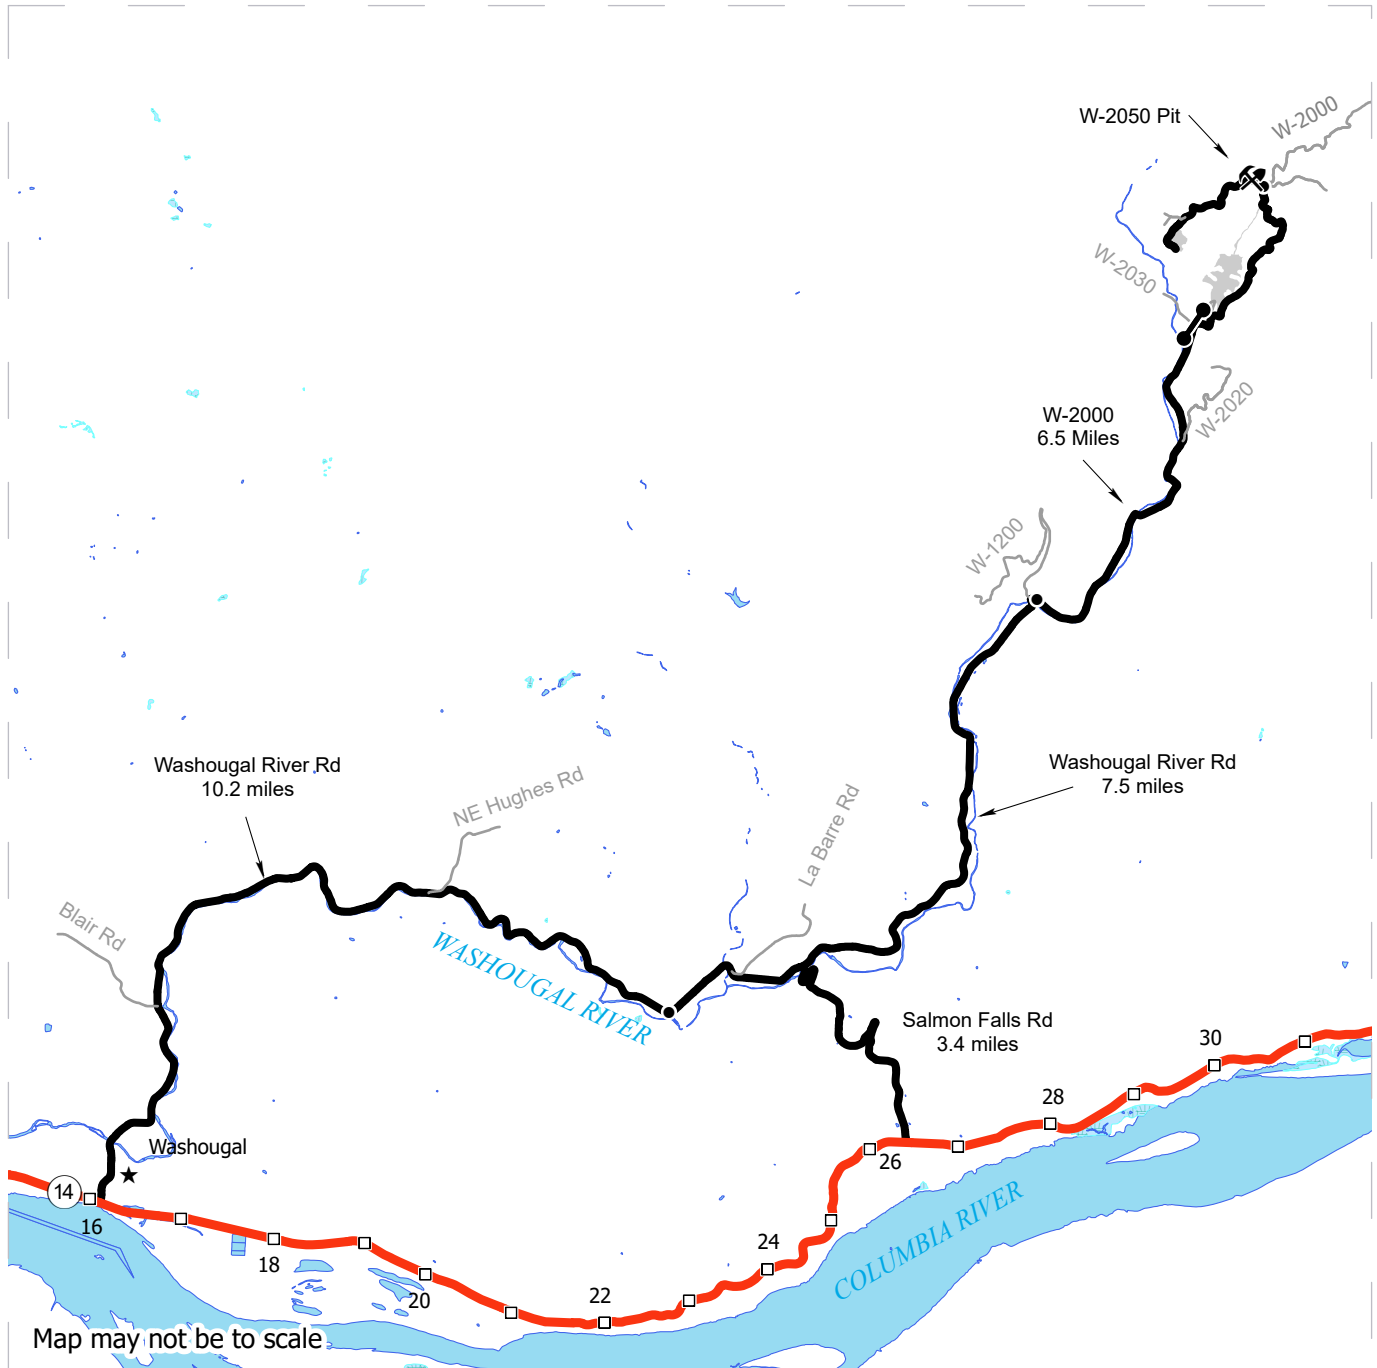 W-2050 Pit
W-2000
W-2030
W-2020
W-2000
6.5 Miles
W-1200
Washougal River Rd
10.2 miles
NE Hughes Rd
La Barre Rd
Washougal River Rd
7.5 miles
Blair Rd
WASHOUGAL RIVER
Salmon Falls Rd
3.4 miles
30
28
26
Washougal
14
16
18
20
22
24
COLUMBIA RIVER
Map may not be to scale